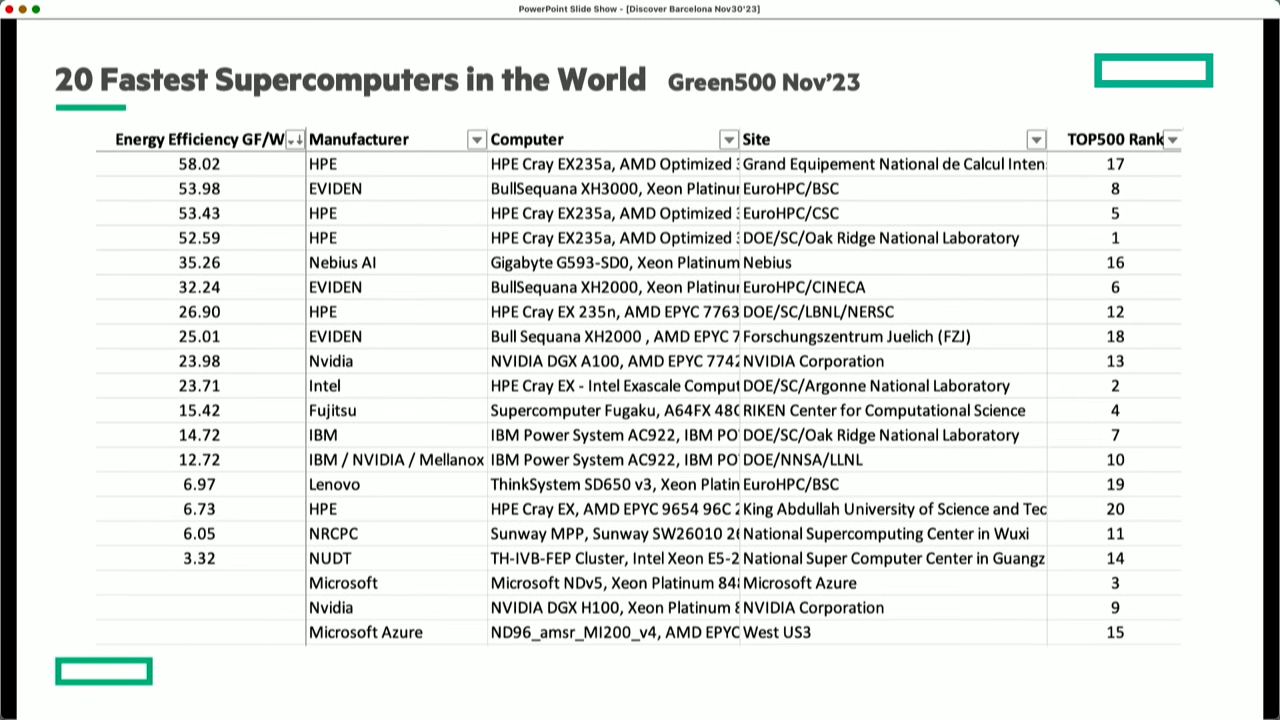 PowerPoint Slide Show - [Discover Barcelona Nov30'23]
20 Fastest Supercomputers in the World Green500 Nov'23
Energy Efficiency GF/W Manufacturer Computer Site TOP500 Rank
58.02 HPE HPE Cray EX235a, AMD Optimized Grand Equipement National de Calcul Inten 17
53.98 EVIDEN BullSequana XH3000, Xeon Platinu EuroHPC/BSC 8
53.43 HPE HPE Cray EX235a, AMD Optimized EuroHPC/CSC 5
52.59 HPE HPE Cray EX235a, AMD Optimized DOE/SC/Oak Ridge National Laboratory 1
35.26 Nebius AI Gigabyte G593-SD0, Xeon Platinum Nebius 16
32.24 EVIDEN BullSequana XH2000, Xeon Platinu EuroHPC/CINECA 6
26.90 HPE HPE Cray EX 235n, AMD EPYC 7763 DOE/SC/LBNL/NERSC 12
25.01 EVIDEN Bull Sequana XH2000 , AMD EPYC 7 Forschungszentrum Juelich (FZJ) 18
23.98 Nvidia NVIDIA DGX A100, AMD EPYC 7742 NVIDIA Corporation 13
23.71 Intel HPE Cray EX - Intel Exascale Comput DOE/SC/Argonne National Laboratory 2
15.42 Fujitsu Supercomputer Fugaku, A64FX 48C RIKEN Center for Computational Science 4
14.72 IBM IBM Power System AC922, IBM PO DOE/SC/Oak Ridge National Laboratory 7
12.72 IBM / NVIDIA / Mellanox IBM Power System AC922, IBM PO DOE/NNSA/LLNL 10
6.97 Lenovo ThinkSystem SD650 v3, Xeon Platin EuroHPC/BSC 19
6.73 HPE HPE Cray EX, AMD EPYC 9654 96C 2 King Abdullah University of Science and Tec 20
6.05 NRCPC Sunway MPP, Sunway SW26010 26 National Supercomputing Center in Wuxi 11
3.32 NUDT TH-IVB-FEP Cluster, Intel Xeon E5-2 National Super Computer Center in Guangz 14
Microsoft Microsoft NDv5, Xeon Platinum 848 Microsoft Azure 3
Nvidia NVIDIA DGX H100, Xeon Platinum 8 NVIDIA Corporation 9
Microsoft Azure ND96_amsr_MI200_v4, AMD EPYC West US3 15